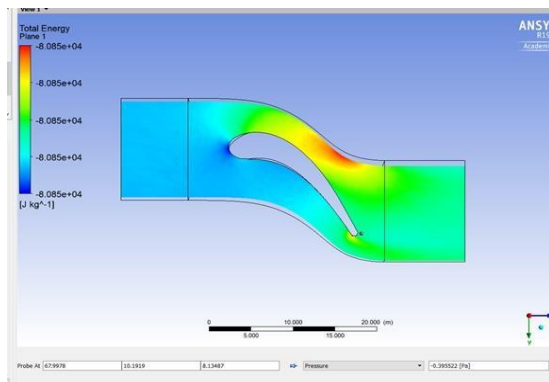 View 1
ANSYS
R19
Academic
Total Energy
Plane 1
-8.085e+04
-8.085e+04
-8.085e+04
-8.085e+04
-8.085e+04
[J kg^-1]
0 10.000 20.000 (m)
5.000 15.000
Probe At 67.9978 10.1919 8.13487 Pressure -0.395522 [Pa]